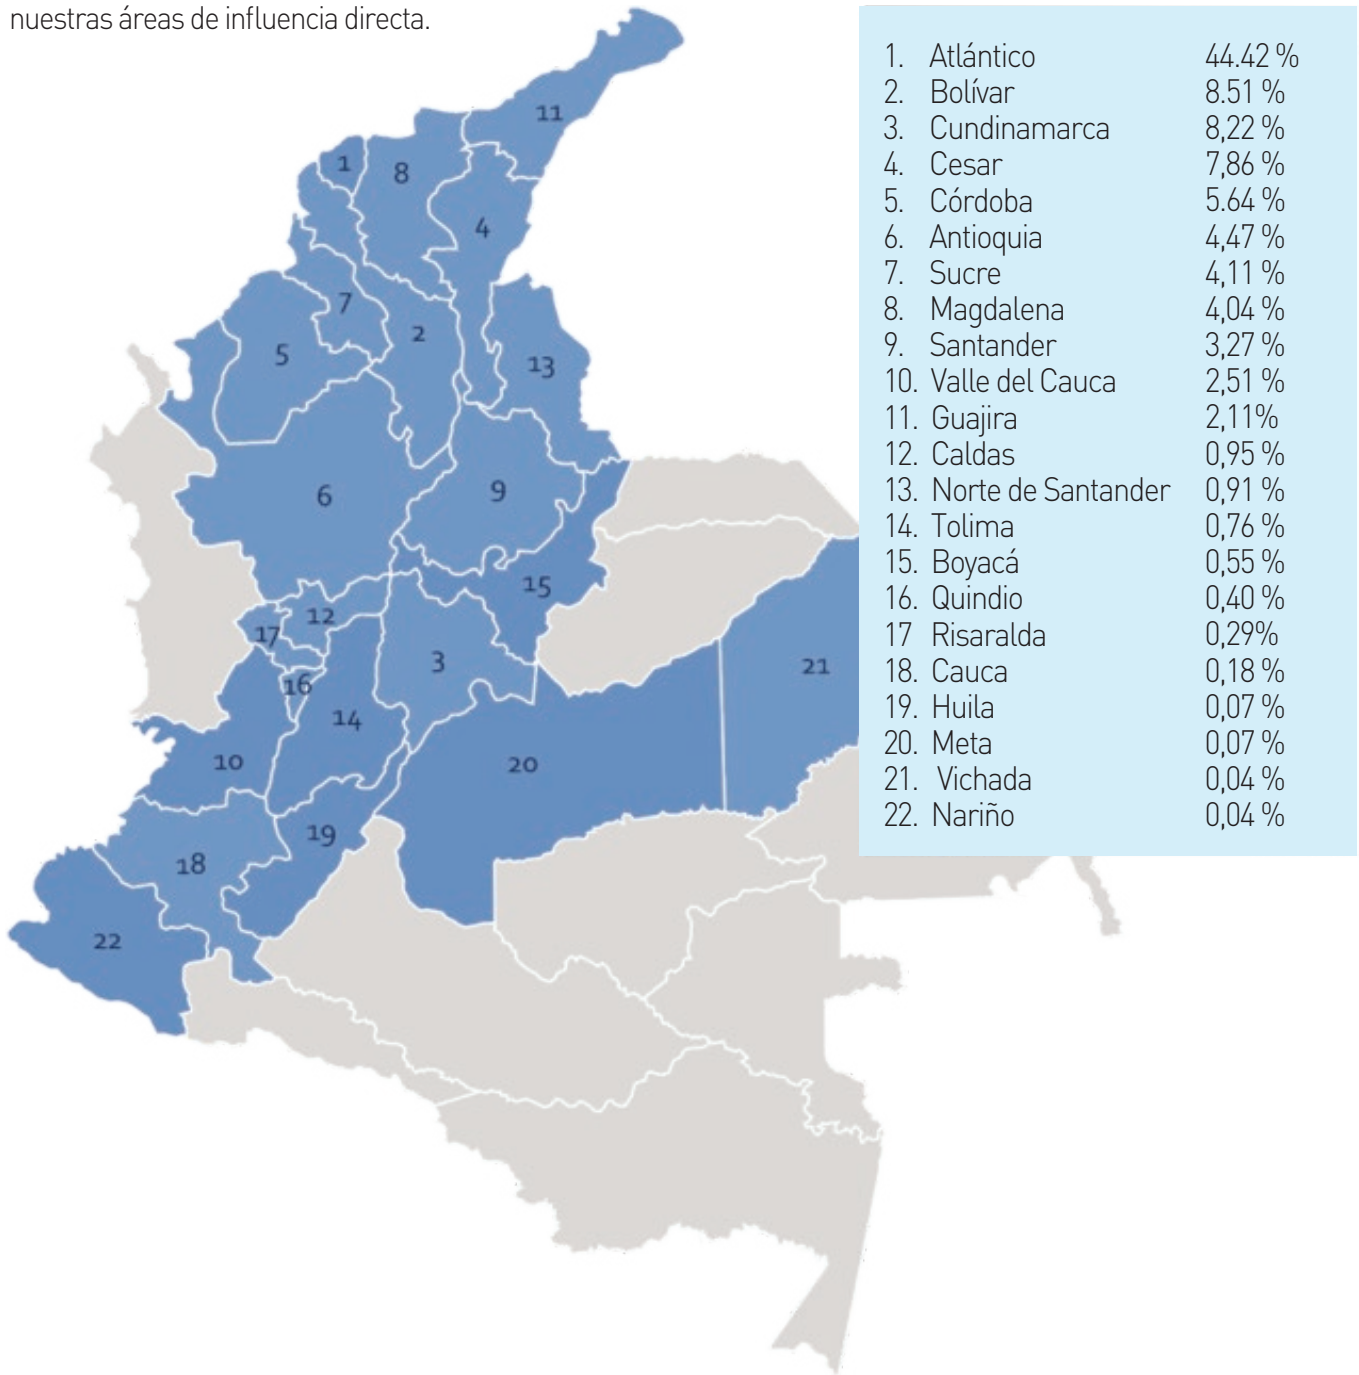 nuestras áreas de influencia directa.
1. Atlántico 44.42 %
2. Bolívar 8.51 %
3. Cundinamarca 8,22 %
4. Cesar 7,86 %
5. Córdoba 5.64 %
6. Antioquia 4,47 %
7. Sucre 4,11 %
8. Magdalena 4,04 %
9. Santander 3,27 %
10. Valle del Cauca 2,51 %
11. Guajira 2,11%
12. Caldas 0,95 %
13. Norte de Santander 0,91 %
14. Tolima 0,76 %
15. Boyacá 0,55 %
16. Quindio 0,40 %
17 Risaralda 0,29%
18. Cauca 0,18 %
19. Huila 0,07 %
20. Meta 0,07 %
21. Vichada 0,04 %
22. Nariño 0,04 %
11
1
8
4
7
2
5
13
6
9
15
12
17
3
21
16
14
10
20
19
18
22